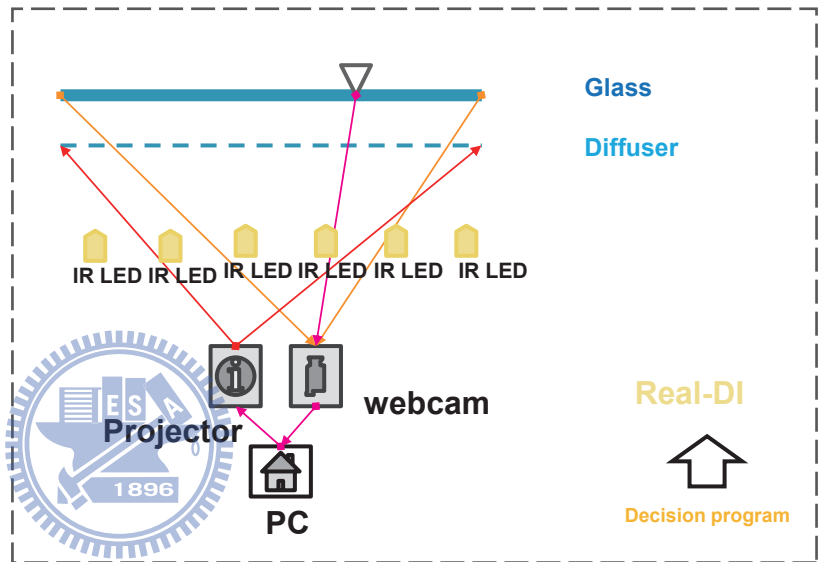 Glass
Diffuser
IR LED IR LED IR LED IR LED IR LED IR LED
Real-DI
webcam
Projector
ES A
1896
PC
Decision program